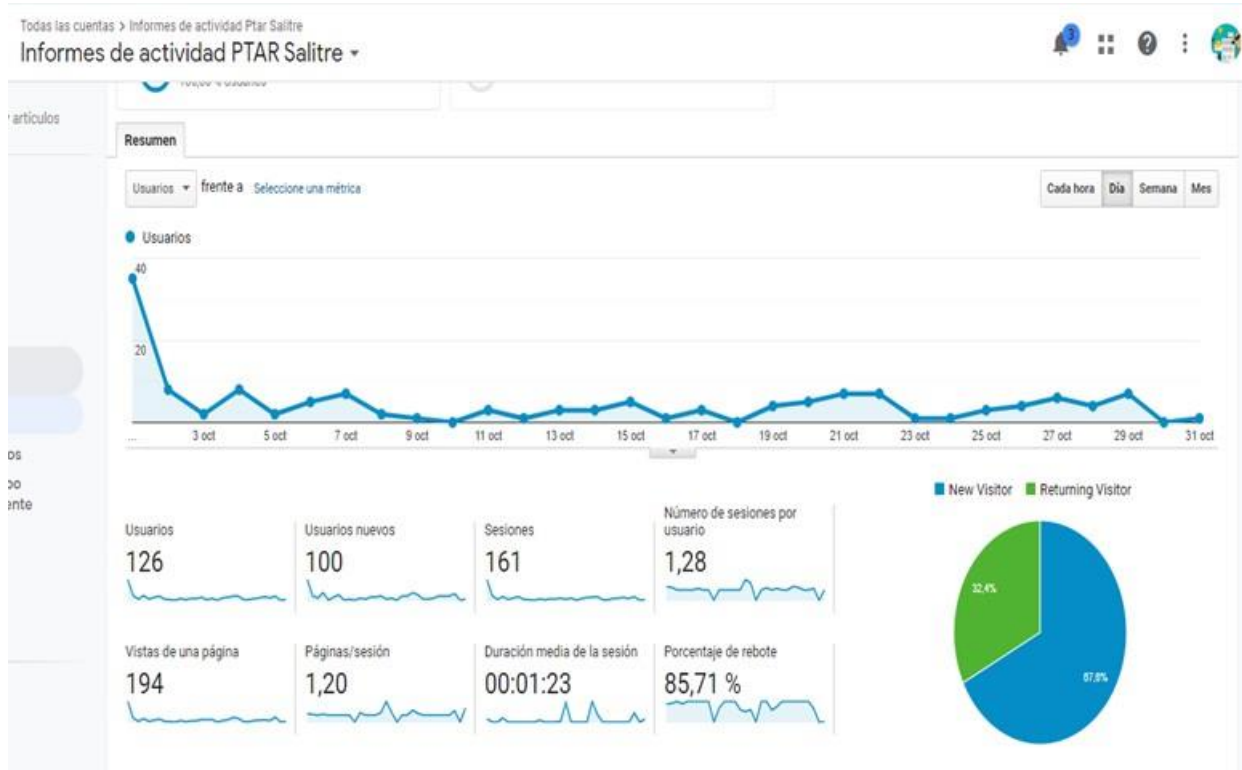 Todas las cuentas > Informes de actividad Ptar Salitre
Informes de actividad PTAR Salitre
3
artículos
Resumen
Usuarios frente a Seleccione una métrica
Cada hora Día Semana Mes
Usuarios
40
20
... 3 oct 5 oct 7 oct 9 oct 11 oct 13 oct 15 oct 17 oct 19 oct 21 oct 23 oct 25 oct 27 oct 29 oct 31 oct
os
ente
New Visitor Returning Visitor
Usuarios
126
Usuarios nuevos
100
Sesiones
161
Número de sesiones por
usuario
1,28
Vistas de una página
194
Páginas/sesión
1,20
Duración media de la sesión
00:01:23
Porcentaje de rebote
85,71 %
32,4%
67,6%